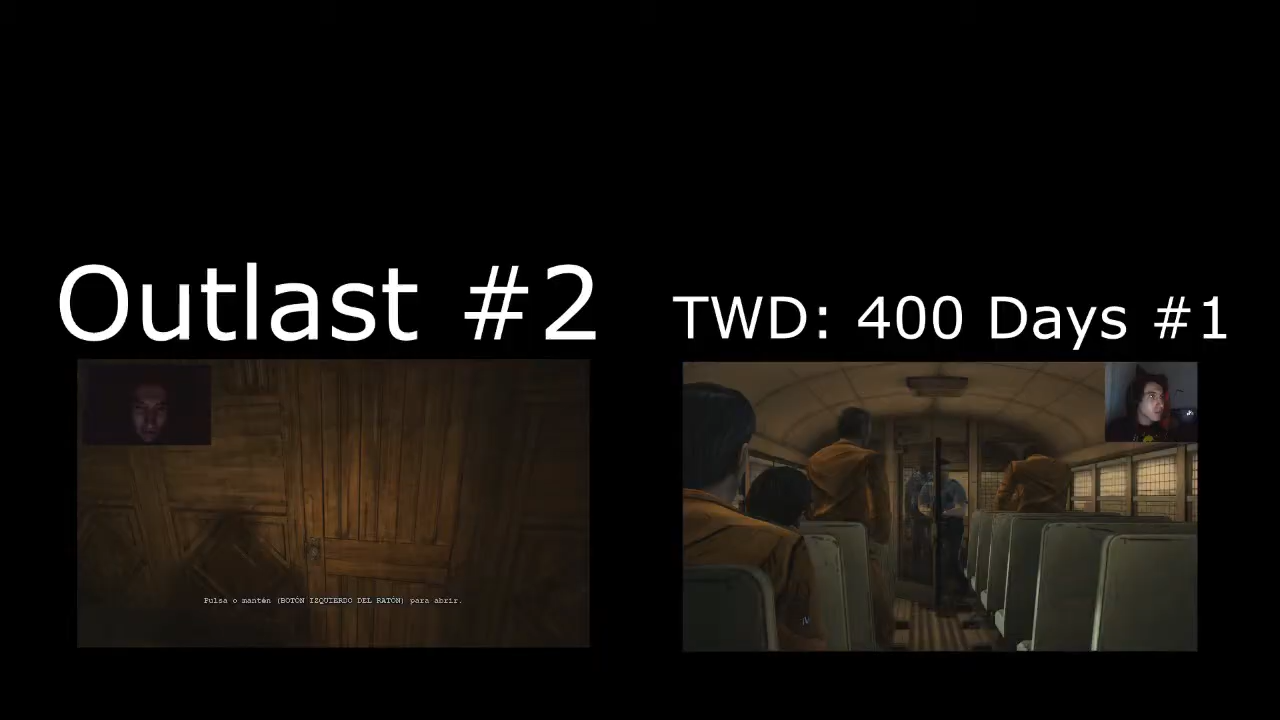 Outlast #2
TWD: 400 Days #1
Pulsa o mantén (BOTÓN IZQUIERDO DEL RATÓN) para abrir.